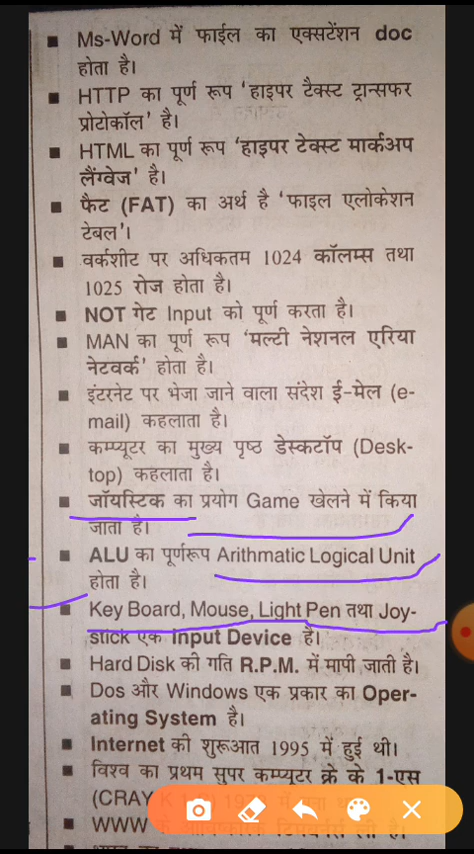 Ms-Word में फाईल का एक्सटेंशन doc
होता है।
HTTP का पूर्ण रूप 'हाइपर टैक्स्ट ट्रान्सफर
प्रोटोकॉल' है।
HTML का पूर्ण रूप 'हाइपर टेक्स्ट मार्कअप
लैंग्वेज' है।
फैट (FAT) का अर्थ है 'फाइल एलोकेशन
टेबल'।
वर्कशीट पर अधिकतम 1024 कॉलम्स तथा
1025 रोज होता है।
NOT गेट Input को पूर्ण करता है।
MAN का पूर्ण रूप 'मल्टी नेशनल एरिया
नेटवर्क' होता है।
इंटरनेट पर भेजा जाने वाला संदेश ई-मेल (e-
mail) कहलाता है।
कम्प्यूटर का मुख्य पृष्ठ डेस्कटॉप (Desk-
top) कहलाता है।
जॉयस्टिक का प्रयोग Game खेलने में किया
जाता है।
ALU का पूर्णरूप Arithmatic Logical Unit
होता है।
Key Board, Mouse, Light Pen तथा Joy-
stick एक Input Device है।
Hard Disk की गति R.P.M. में मापी जाती है।
Dos और Windows एक प्रकार का Oper-
ating System है।
Internet की शुरूआत 1995 में हुई थी।
विश्व का प्रथम सुपर कम्प्यूटर क्रे के 1-एस
(CRAY
WWW